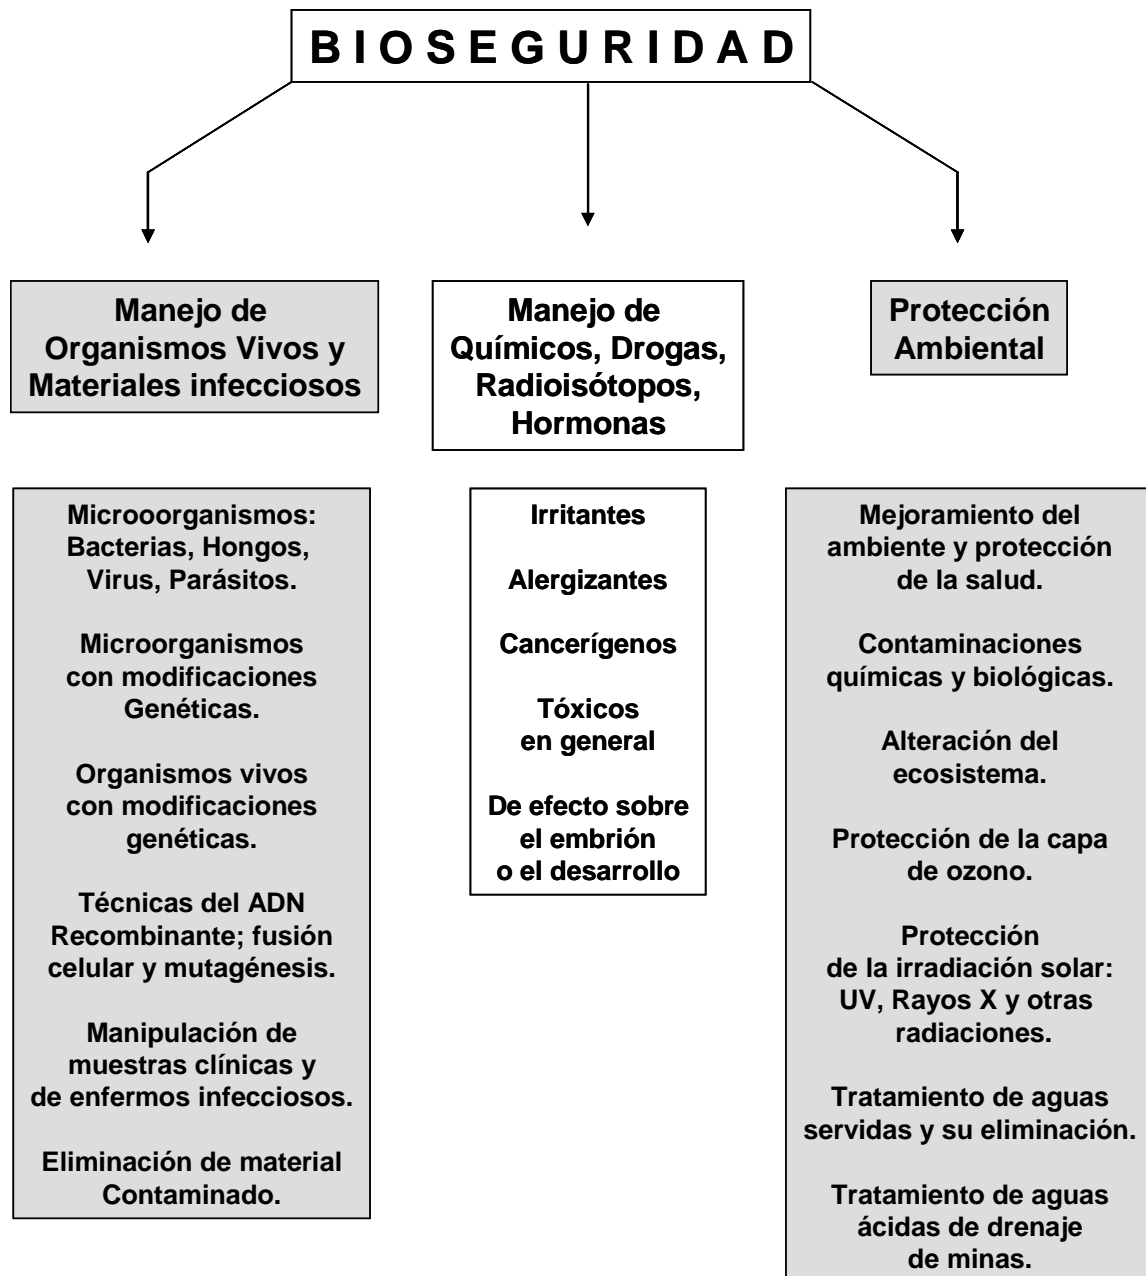 B I O S E G U R I D A D
Manejo de
Organismos Vivos y
Materiales infecciosos
Manejo de
Químicos, Drogas,
Radioisótopos,
Hormonas
Protección
Ambiental
Microoorganismos:
Bacterias, Hongos,
Virus, Parásitos.
Microorganismos
con modificaciones
Genéticas.
Organismos vivos
con modificaciones
genéticas.
Técnicas del ADN
Recombinante; fusión
celular y mutagénesis.
Manipulación de
muestras clínicas y
de enfermos infecciosos.
Eliminación de material
Contaminado.
Irritantes
Alergizantes
Cancerígenos
Tóxicos
en general
De efecto sobre
el embrión
o el desarrollo
Mejoramiento del
ambiente y protección
de la salud.
Contaminaciones
químicas y biológicas.
Alteración del
ecosistema.
Protección de la capa
de ozono.
Protección
de la irradiación solar:
UV, Rayos X y otras
radiaciones.
Tratamiento de aguas
servidas y su eliminación.
Tratamiento de aguas
ácidas de drenaje
de minas.